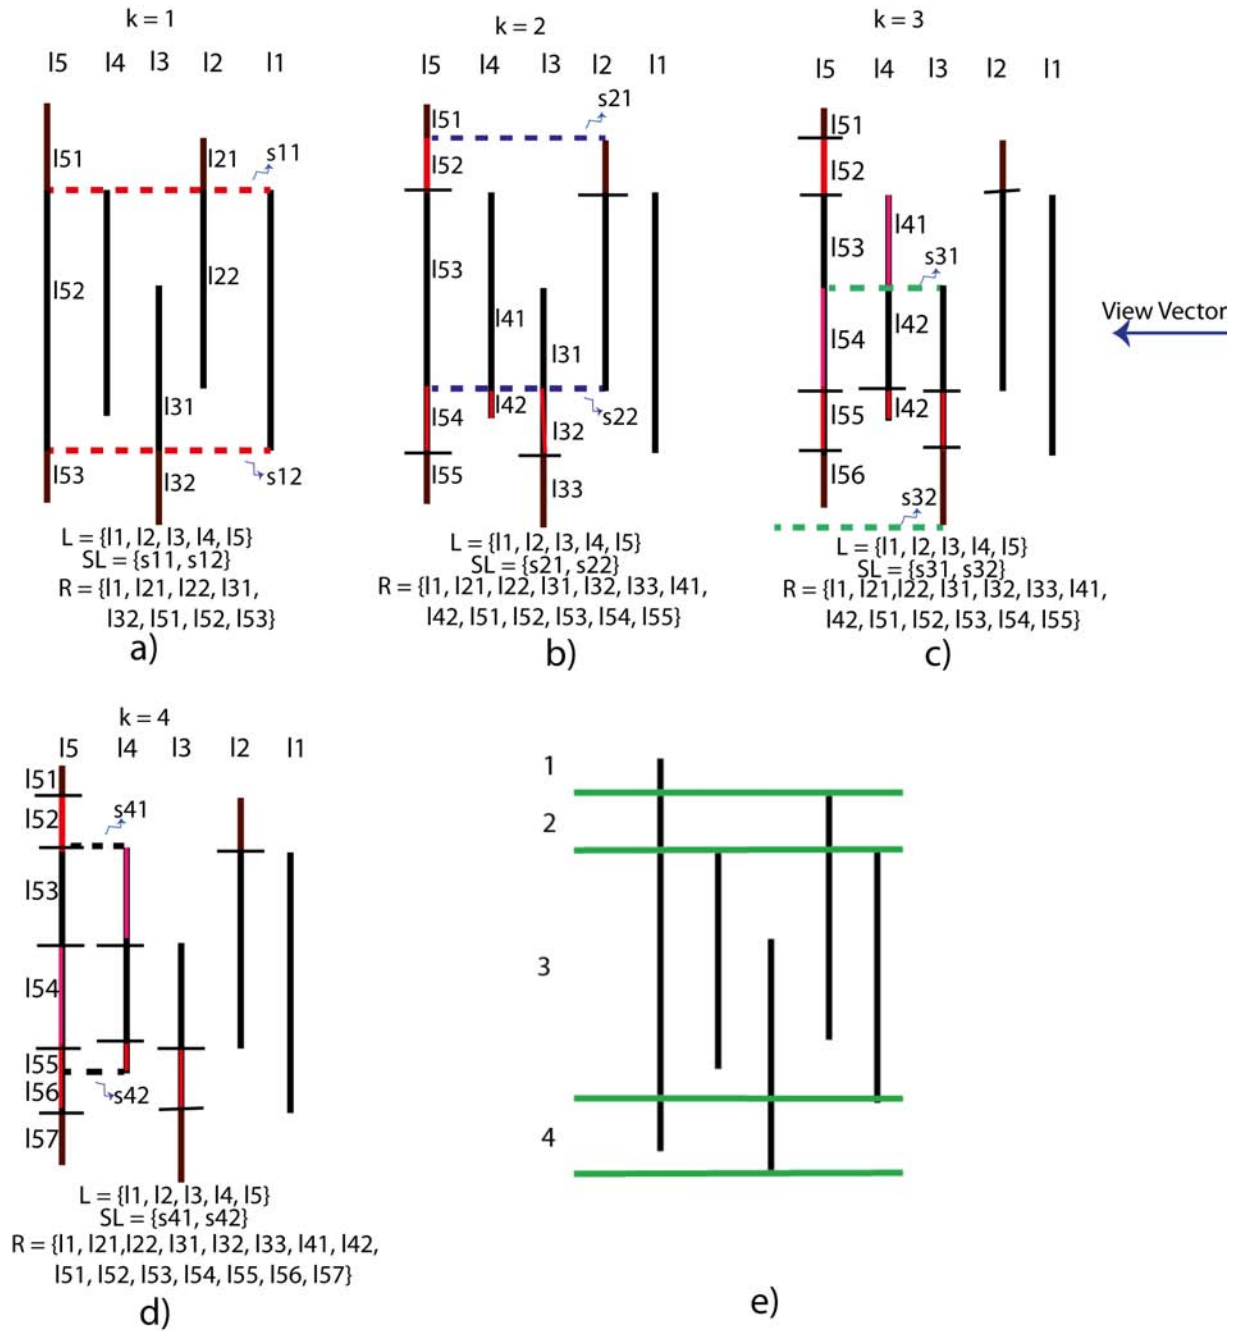 k = 1
l5 l4 l3 l2 l1
l51
l21
s11
l52
l22
l31
l53
l32
s12
L = {l1, l2, l3, l4, l5}
SL = {s11, s12}
R = {l1, l21, l22, l31,
l32, l51, l52, l53}
a)
k = 2
l5 l4 l3 l2 l1
l51
s21
l52
l53
l41
l31
l54
l42
l32
s22
l55
l33
L = {l1, l2, l3, l4, l5}
SL = {s21, s22}
R = {l1, l21, l22, l31, l32, l33, l41,
l42, l51, l52, l53, l54, l55}
b)
k = 3
l5 l4 l3 l2 l1
l51
l52
l53
l41
s31
l54
l42
l55
l42
l56
s32
View Vector
L = {l1, l2, l3, l4, l5}
SL = {s31, s32}
R = {l1, l21,l22, l31, l32, l33, l41,
l42, l51, l52, l53, l54, l55}
c)
k = 4
l5 l4 l3 l2 l1
l51
l52
s41
l53
l54
l55
l56
s42
l57
L = {l1, l2, l3, l4, l5}
SL = {s41, s42}
R = {l1, l21,l22, l31, l32, l33, l41, l42,
l51, l52, l53, l54, l55, l56, l57}
d)
1
2
3
4
e)